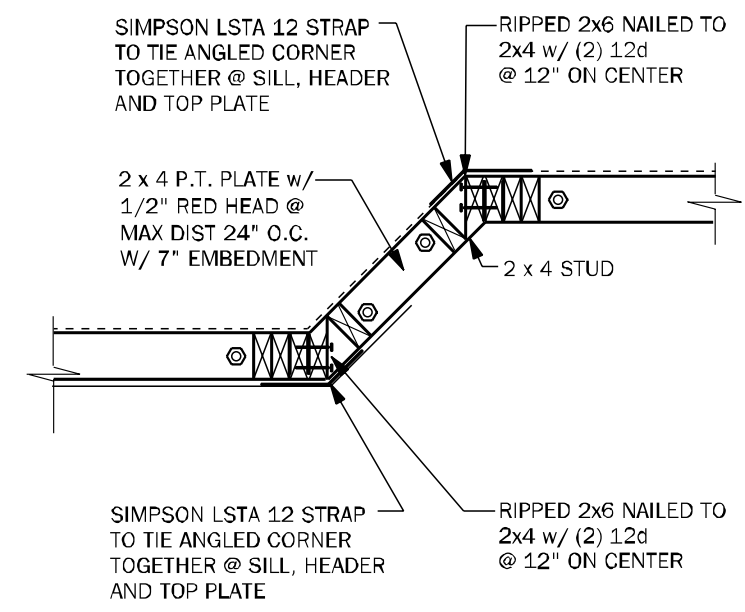 SIMPSON LSTA 12 STRAP
TO TIE ANGLED CORNER
TOGETHER @ SILL, HEADER
AND TOP PLATE
RIPPED 2x6 NAILED TO
2x4 w/ (2) 12d
@ 12" ON CENTER
2 x 4 P.T. PLATE w/
1/2" RED HEAD @
MAX DIST 24" O.C.
W/ 7" EMBEDMENT
2 x 4 STUD
SIMPSON LSTA 12 STRAP
TO TIE ANGLED CORNER
TOGETHER @ SILL, HEADER
AND TOP PLATE
RIPPED 2x6 NAILED TO
2x4 w/ (2) 12d
@ 12" ON CENTER